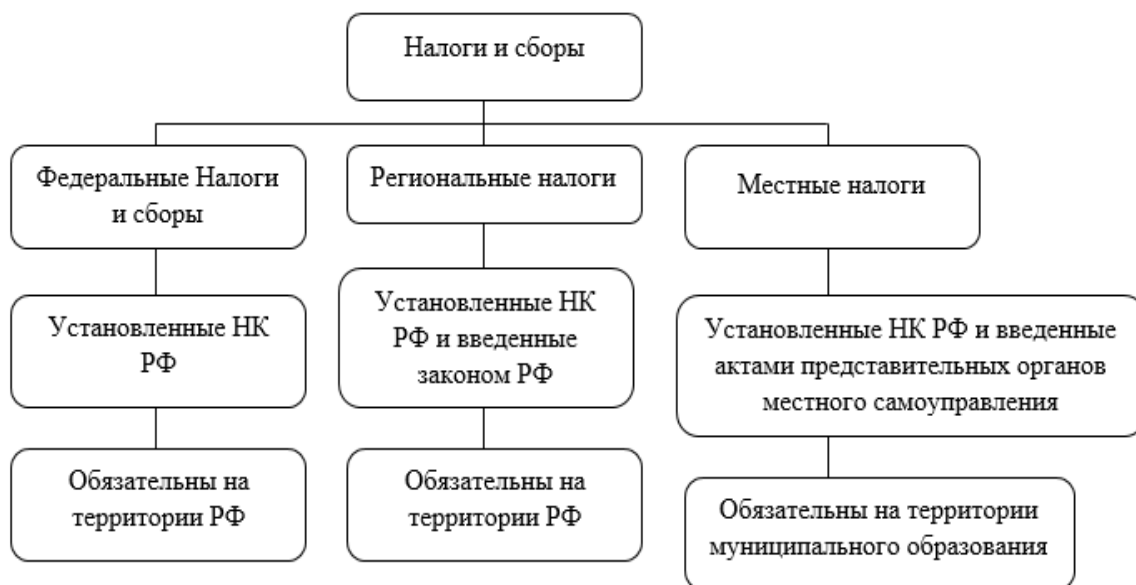 Налоги и сборы
Федеральные Налоги
и сборы
Региональные налоги
Местные налоги
Установленные НК
РФ
Установленные НК
РФ и введенные
законом РФ
Установленные НК РФ и введенные
актами представительных органов
местного самоуправления
Обязательны на
территории РФ
Обязательны на
территории РФ
Обязательны на территории
муниципального образования